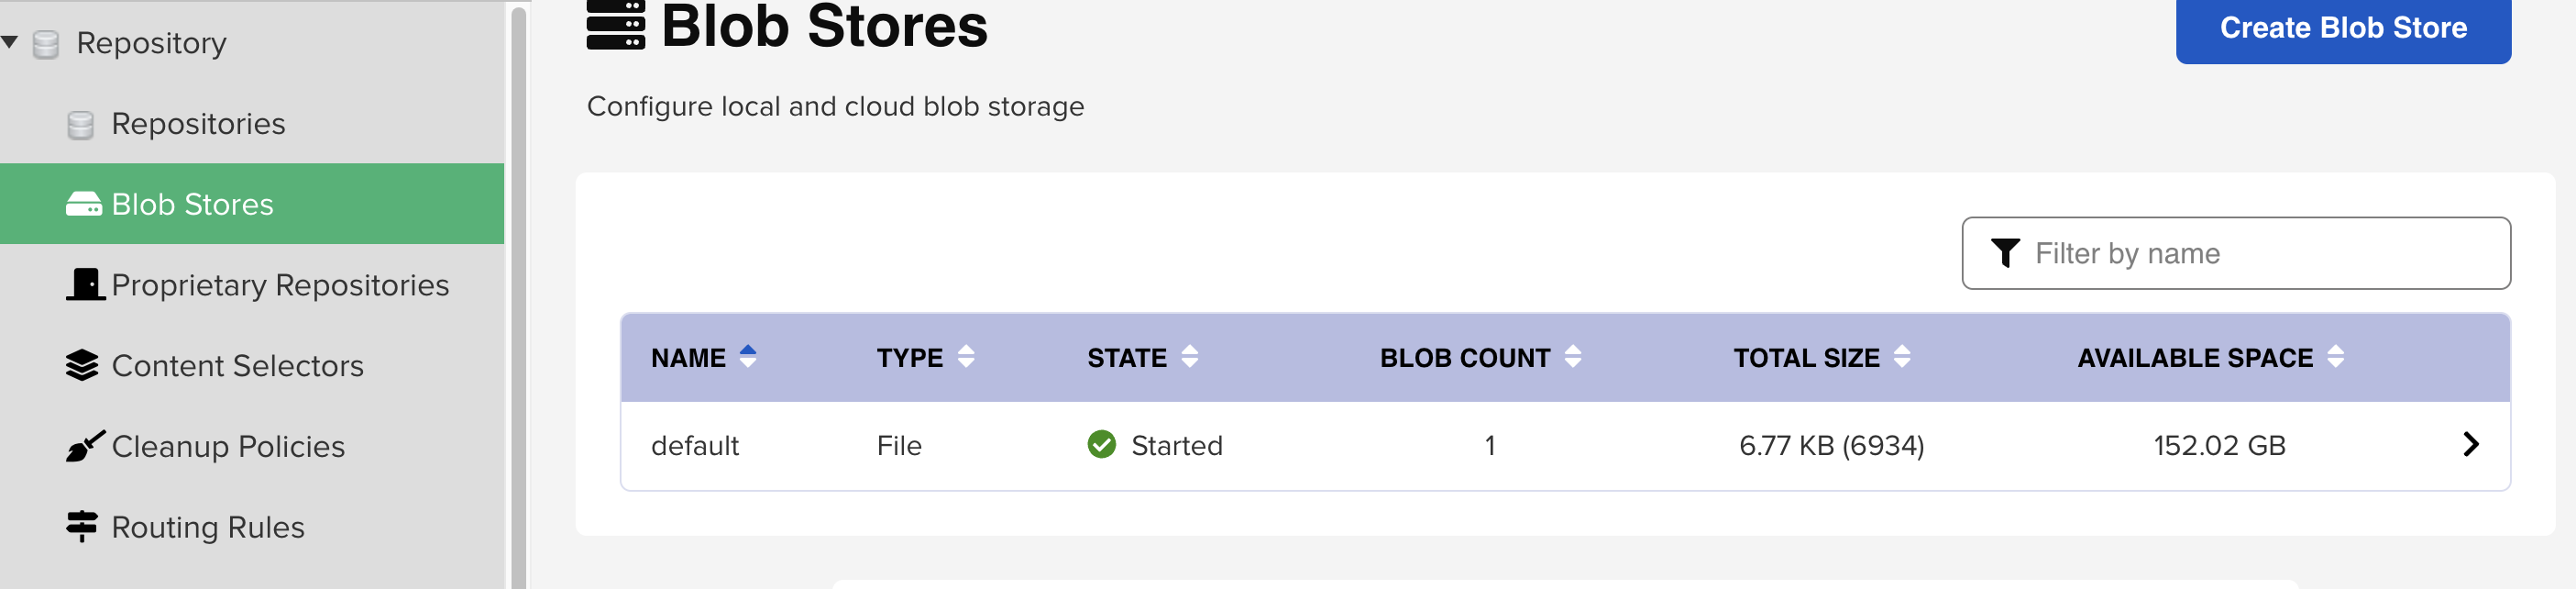 Repository
Repositories
Blob Stores
Proprietary Repositories
Content Selectors
Cleanup Policies
Routing Rules
Blob Stores
Create Blob Store
Configure local and cloud blob storage
Filter by name
NAME TYPE STATE BLOB COUNT TOTAL SIZE AVAILABLE SPACE
default File Started 1 6.77 KB (6934) 152.02 GB